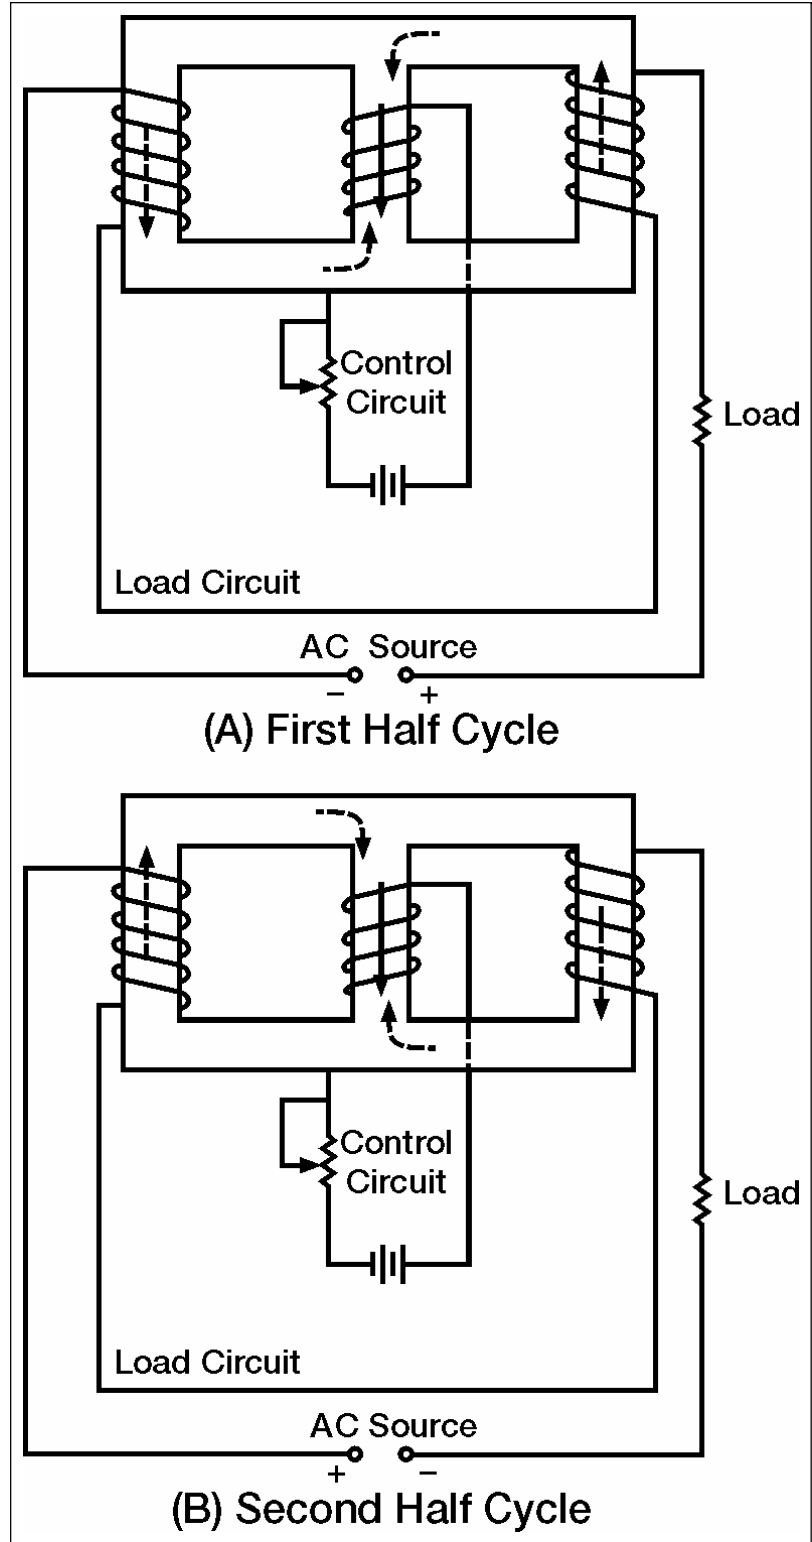 Control
Circuit
Load
Load Circuit
AC Source
− +
(A) First Half Cycle
Control
Circuit
Load
Load Circuit
AC Source
+ −
(B) Second Half Cycle